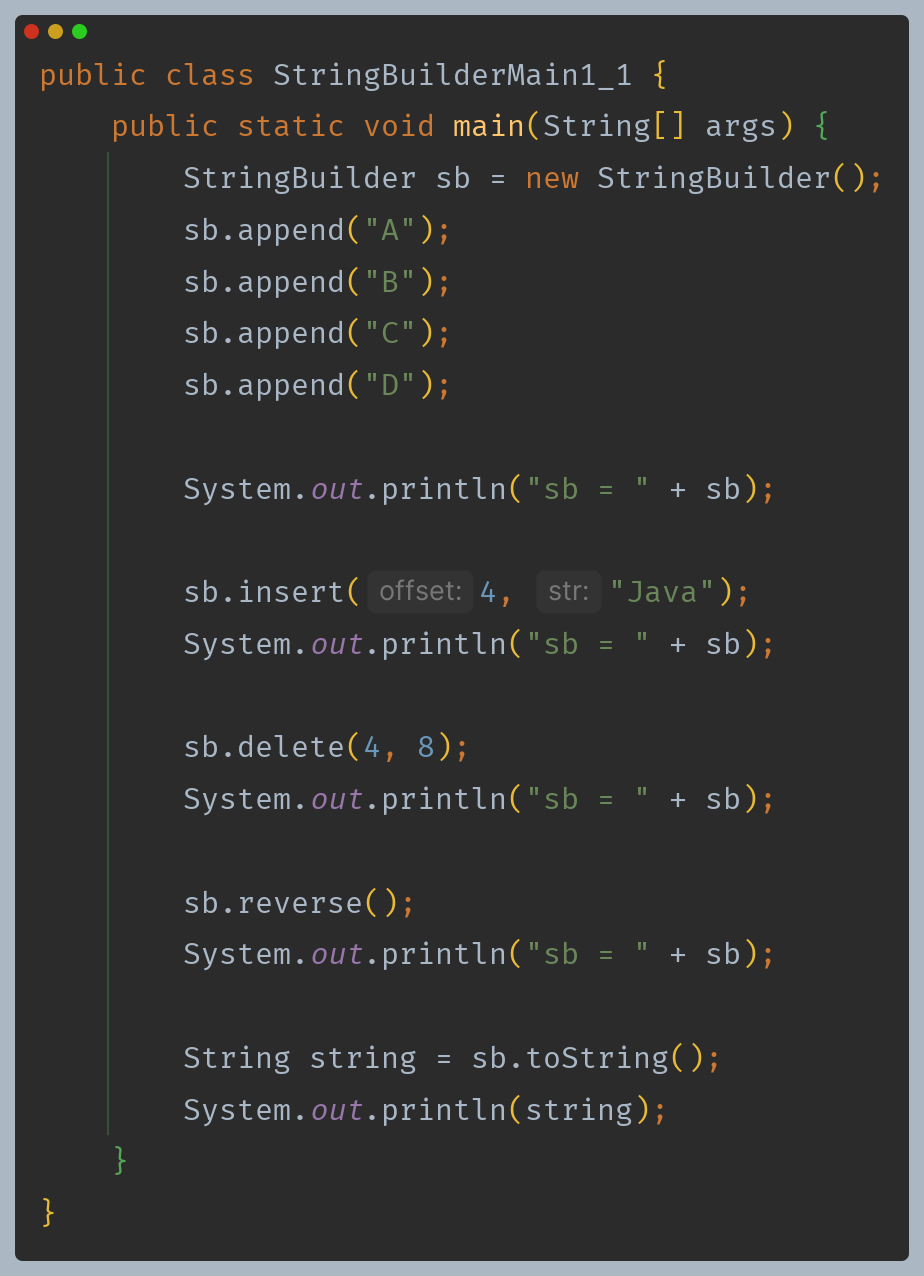 public class StringBuilderMain1_1 {
    public static void main(String[] args) {
        StringBuilder sb = new StringBuilder();
        sb.append("A");
        sb.append("B");
        sb.append("C");
        sb.append("D");

        System.out.println("sb = " + sb);

        sb.insert( offset: 4, str: "Java");
        System.out.println("sb = " + sb);

        sb.delete(4, 8);
        System.out.println("sb = " + sb);

        sb.reverse();
        System.out.println("sb = " + sb);

        String string = sb.toString();
        System.out.println(string);
    }
}